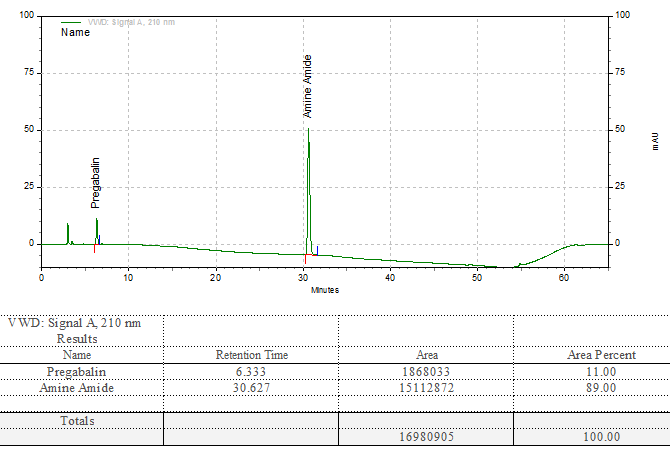 100
100
VWD: Signal A, 210 nm
Name
75
75
Amine Amide
50
50
mAU
Pregabalin
25
25
0
0
0
10
20
30
40
50
60
Minutes
VWD: Signal A, 210 nm
Results
Name Retention Time Area Area Percent
Pregabalin 6.333 1868033 11.00
Amine Amide 30.627 15112872 89.00
Totals
16980905 100.00